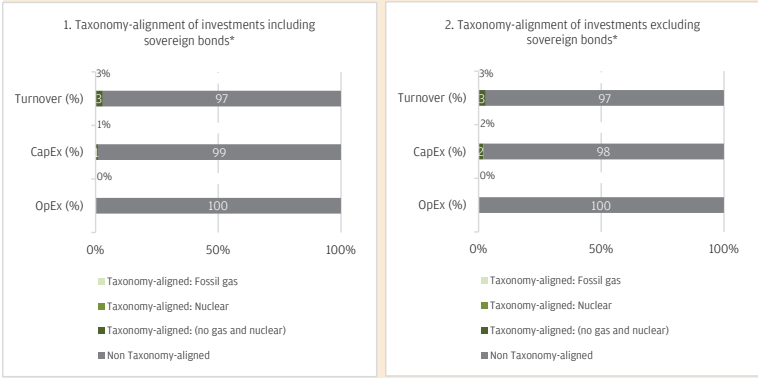 1. Taxonomy-alignment of investments including
sovereign bonds*
3%
Turnover (%)
3
97
1%
CapEx (%)
1
99
0%
OpEx (%)
100
0%
50%
100%
Taxonomy-aligned: Fossil gas
Taxonomy-aligned: Nuclear
Taxonomy-aligned: (no gas and nuclear)
Non Taxonomy-aligned
2. Taxonomy-alignment of investments excluding
sovereign bonds*
3%
Turnover (%)
3
97
2%
CapEx (%)
2
98
0%
OpEx (%)
100
0%
50%
100%
Taxonomy-aligned: Fossil gas
Taxonomy-aligned: Nuclear
Taxonomy-aligned: (no gas and nuclear)
Non Taxonomy-aligned